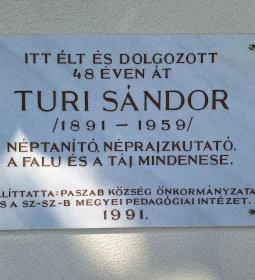 ITT ÉLT ÉS DOLGOZOTT
48 ÉVEN ÁT
TURI SÁNDOR
/1891 – 1959/
NÉPTANÍTÓ, NÉPRAJZKUTATÓ,
A FALU ÉS A TÁJ MINDENESE.
ÁLLÍTTATTA: PASZAB KÖZSÉG ÖNKORMÁNYZATA
ÉS A SZ-SZ-B MEGYEI PEDAGÓGIAI INTÉZET.
1991.